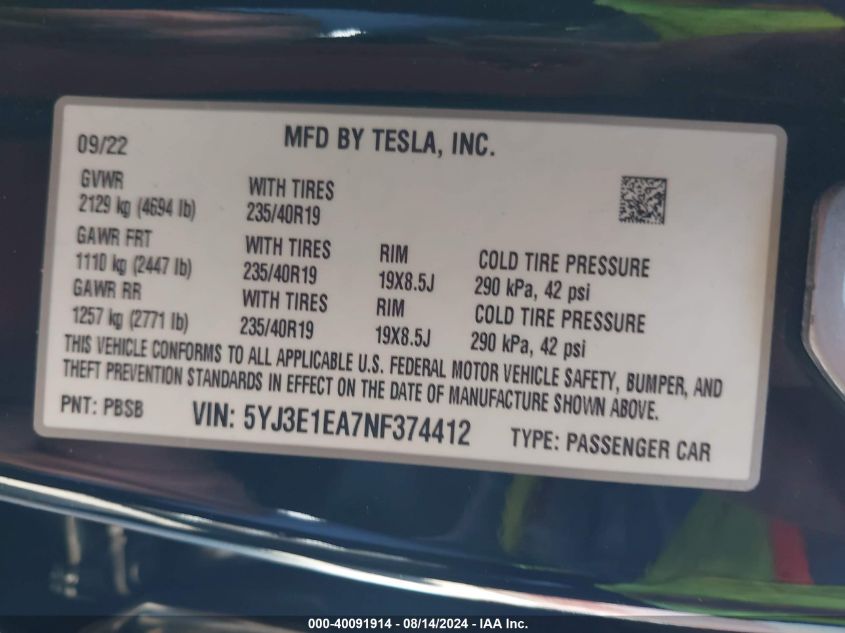 09/22 MFD BY TESLA, INC.
GVWR
2129 kg (4694 lb)
WITH TIRES
235/40R19
GAWR FRT
1110 kg (2447 lb)
WITH TIRES
235/40R19
RIM
19X8.5J
COLD TIRE PRESSURE
290 kPa, 42 psi
GAWR RR
1257 kg (2771 lb)
WITH TIRES
235/40R19
RIM
19X8.5J
COLD TIRE PRESSURE
290 kPa, 42 psi
THIS VEHICLE CONFORMS TO ALL APPLICABLE U.S. FEDERAL MOTOR VEHICLE SAFETY, BUMPER, AND
THEFT PREVENTION STANDARDS IN EFFECT ON THE DATE OF MANUFACTURE SHOWN ABOVE.
PNT: PBSB VIN: 5YJ3E1EA7NF374412 TYPE: PASSENGER CAR
000-40091914 - 08/14/2024 - IAA Inc.